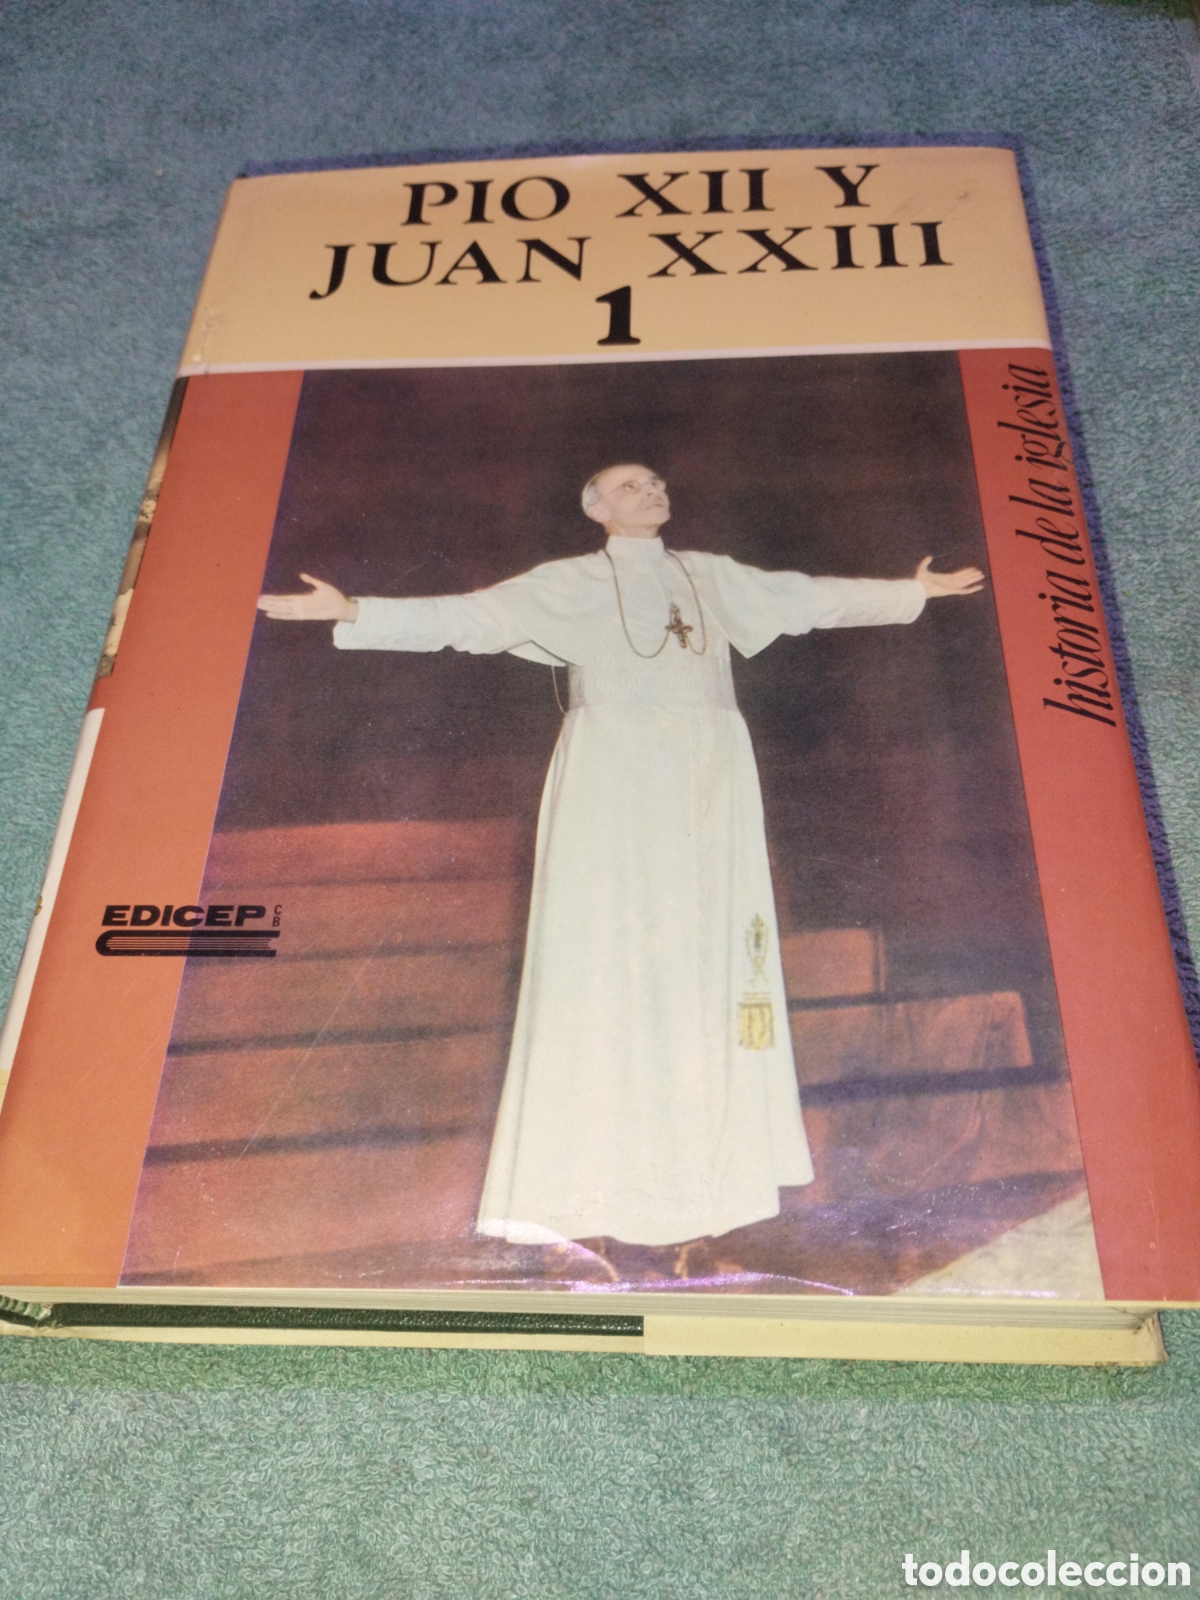 PIO XII Y
JUAN XXIII
1
historia de la iglesia
EDICEP C B
todocoleccion